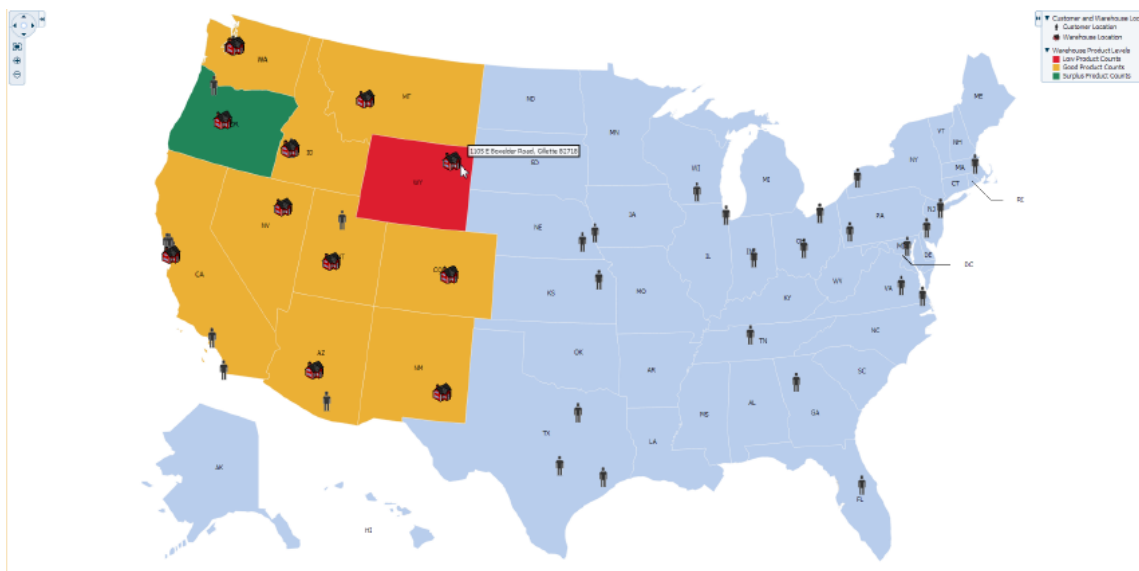 Customer and Warehouse Loc
Customer Location
Warehouse Location
Warehouse Product Levels
Low Product Counts
Good Product Counts
Surplus Product Counts
WA
MT
ND
MN
ME
VT
NH
1105 E Boxelder Road, Gillette 82718
ID
SD
WI
MI
NY
MA
CT
RI
WY
NV
NE
IA
PA
NJ
CA
CO
IL
OH
DE
DC
KS
MO
KY
WV
VA
AZ
NM
OK
AR
TN
NC
SC
TX
LA
MS
AL
GA
FL
AK
HI